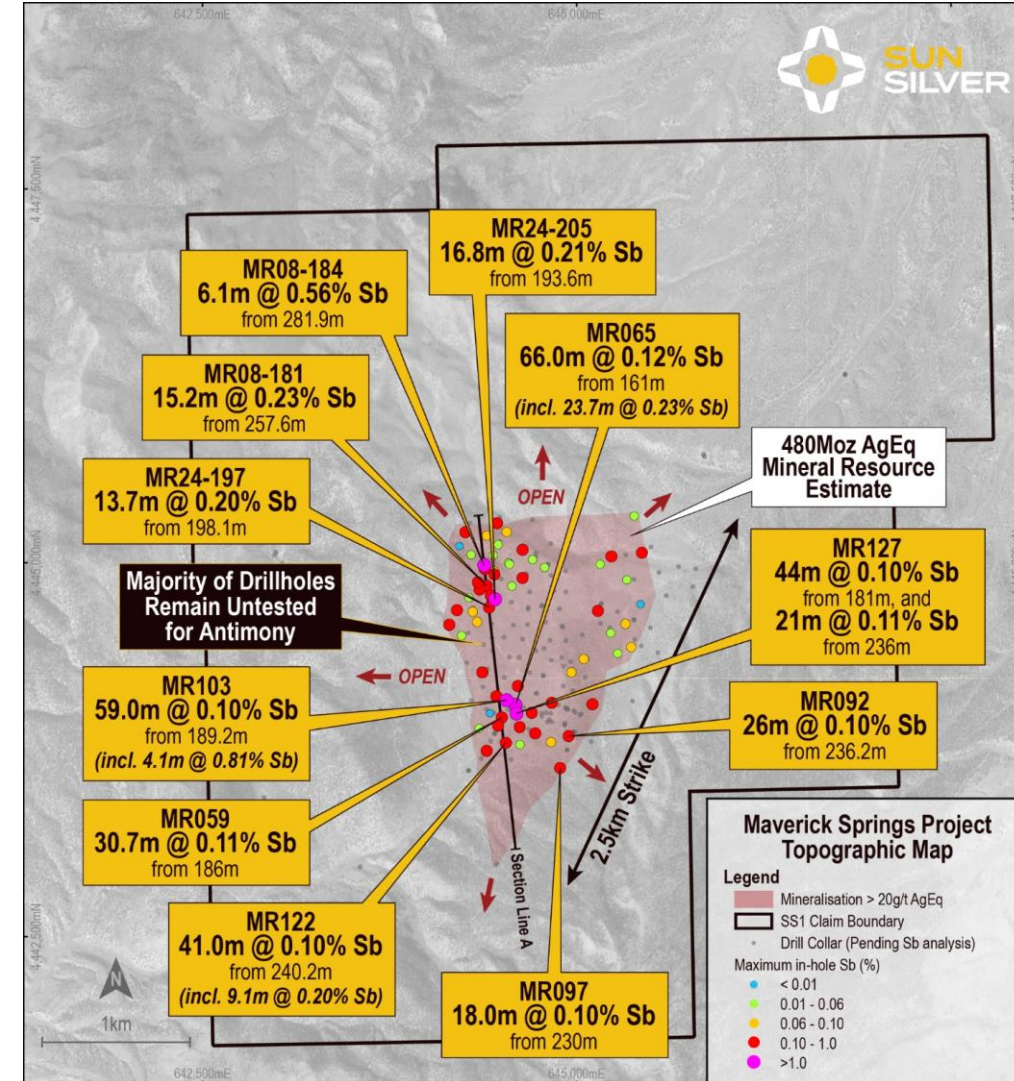 642,500mE
645,000mE
SUN
SILVER
4,447,500mN
MR24-205
16.8m @ 0.21% Sb
from 193.6m
MR08-184
6.1m @ 0.56% Sb
from 281.9m
MR065
66.0m @ 0.12% Sb
from 161m
(incl. 23.7m @ 0.23% Sb)
MR08-181
15.2m @ 0.23% Sb
from 257.6m
480Moz AgEq
Mineral Resource
Estimate
MR24-197
13.7m @ 0.20% Sb
from 198.1m
OPEN
4,445,000mN
MR127
44m @ 0.10% Sb
from 181m, and
21m @ 0.11% Sb
from 236m
Majority of Drillholes
Remain Untested
for Antimony
OPEN
MR103
59.0m @ 0.10% Sb
from 189.2m
(incl. 4.1m @ 0.81% Sb)
MR092
26m @ 0.10% Sb
from 236.2m
2.5km Strike
MR059
30.7m @ 0.11% Sb
from 186m
Section Line A
MR122
41.0m @ 0.10% Sb
from 240.2m
(incl. 9.1m @ 0.20% Sb)
MR097
18.0m @ 0.10% Sb
from 230m
4,442,500mN
N
1km
642,500mE
645,000mE
Maverick Springs Project
Topographic Map
Legend
Mineralisation > 20g/t AgEq
SS1 Claim Boundary
Drill Collar (Pending Sb analysis)
Maximum in-hole Sb (%)
< 0.01
0.01 - 0.06
0.06 - 0.10
0.10 - 1.0
>1.0